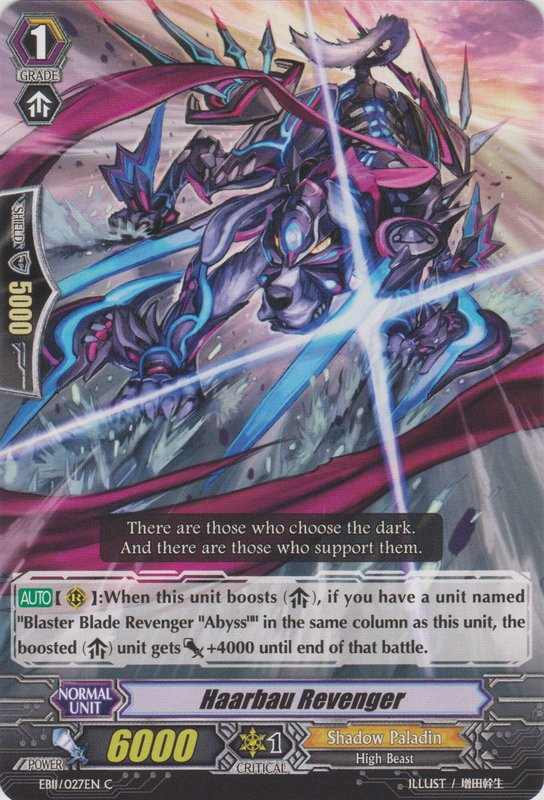 1
GRADE
SHIELD
5000
There are those who choose the dark.
And there are those who support them.
AUTO【 R 】:When this unit boosts ( ), if you have a unit named
"Blaster Blade Revenger "Abyss"" in the same column as this unit, the
boosted ( ) unit gets +4000 until end of that battle.
NORMAL
UNIT
Haarbau Revenger
POWER
6000
1
CRITICAL
Shadow Paladin
High Beast
EB11/027EN C
ILLUST / 増田幹生